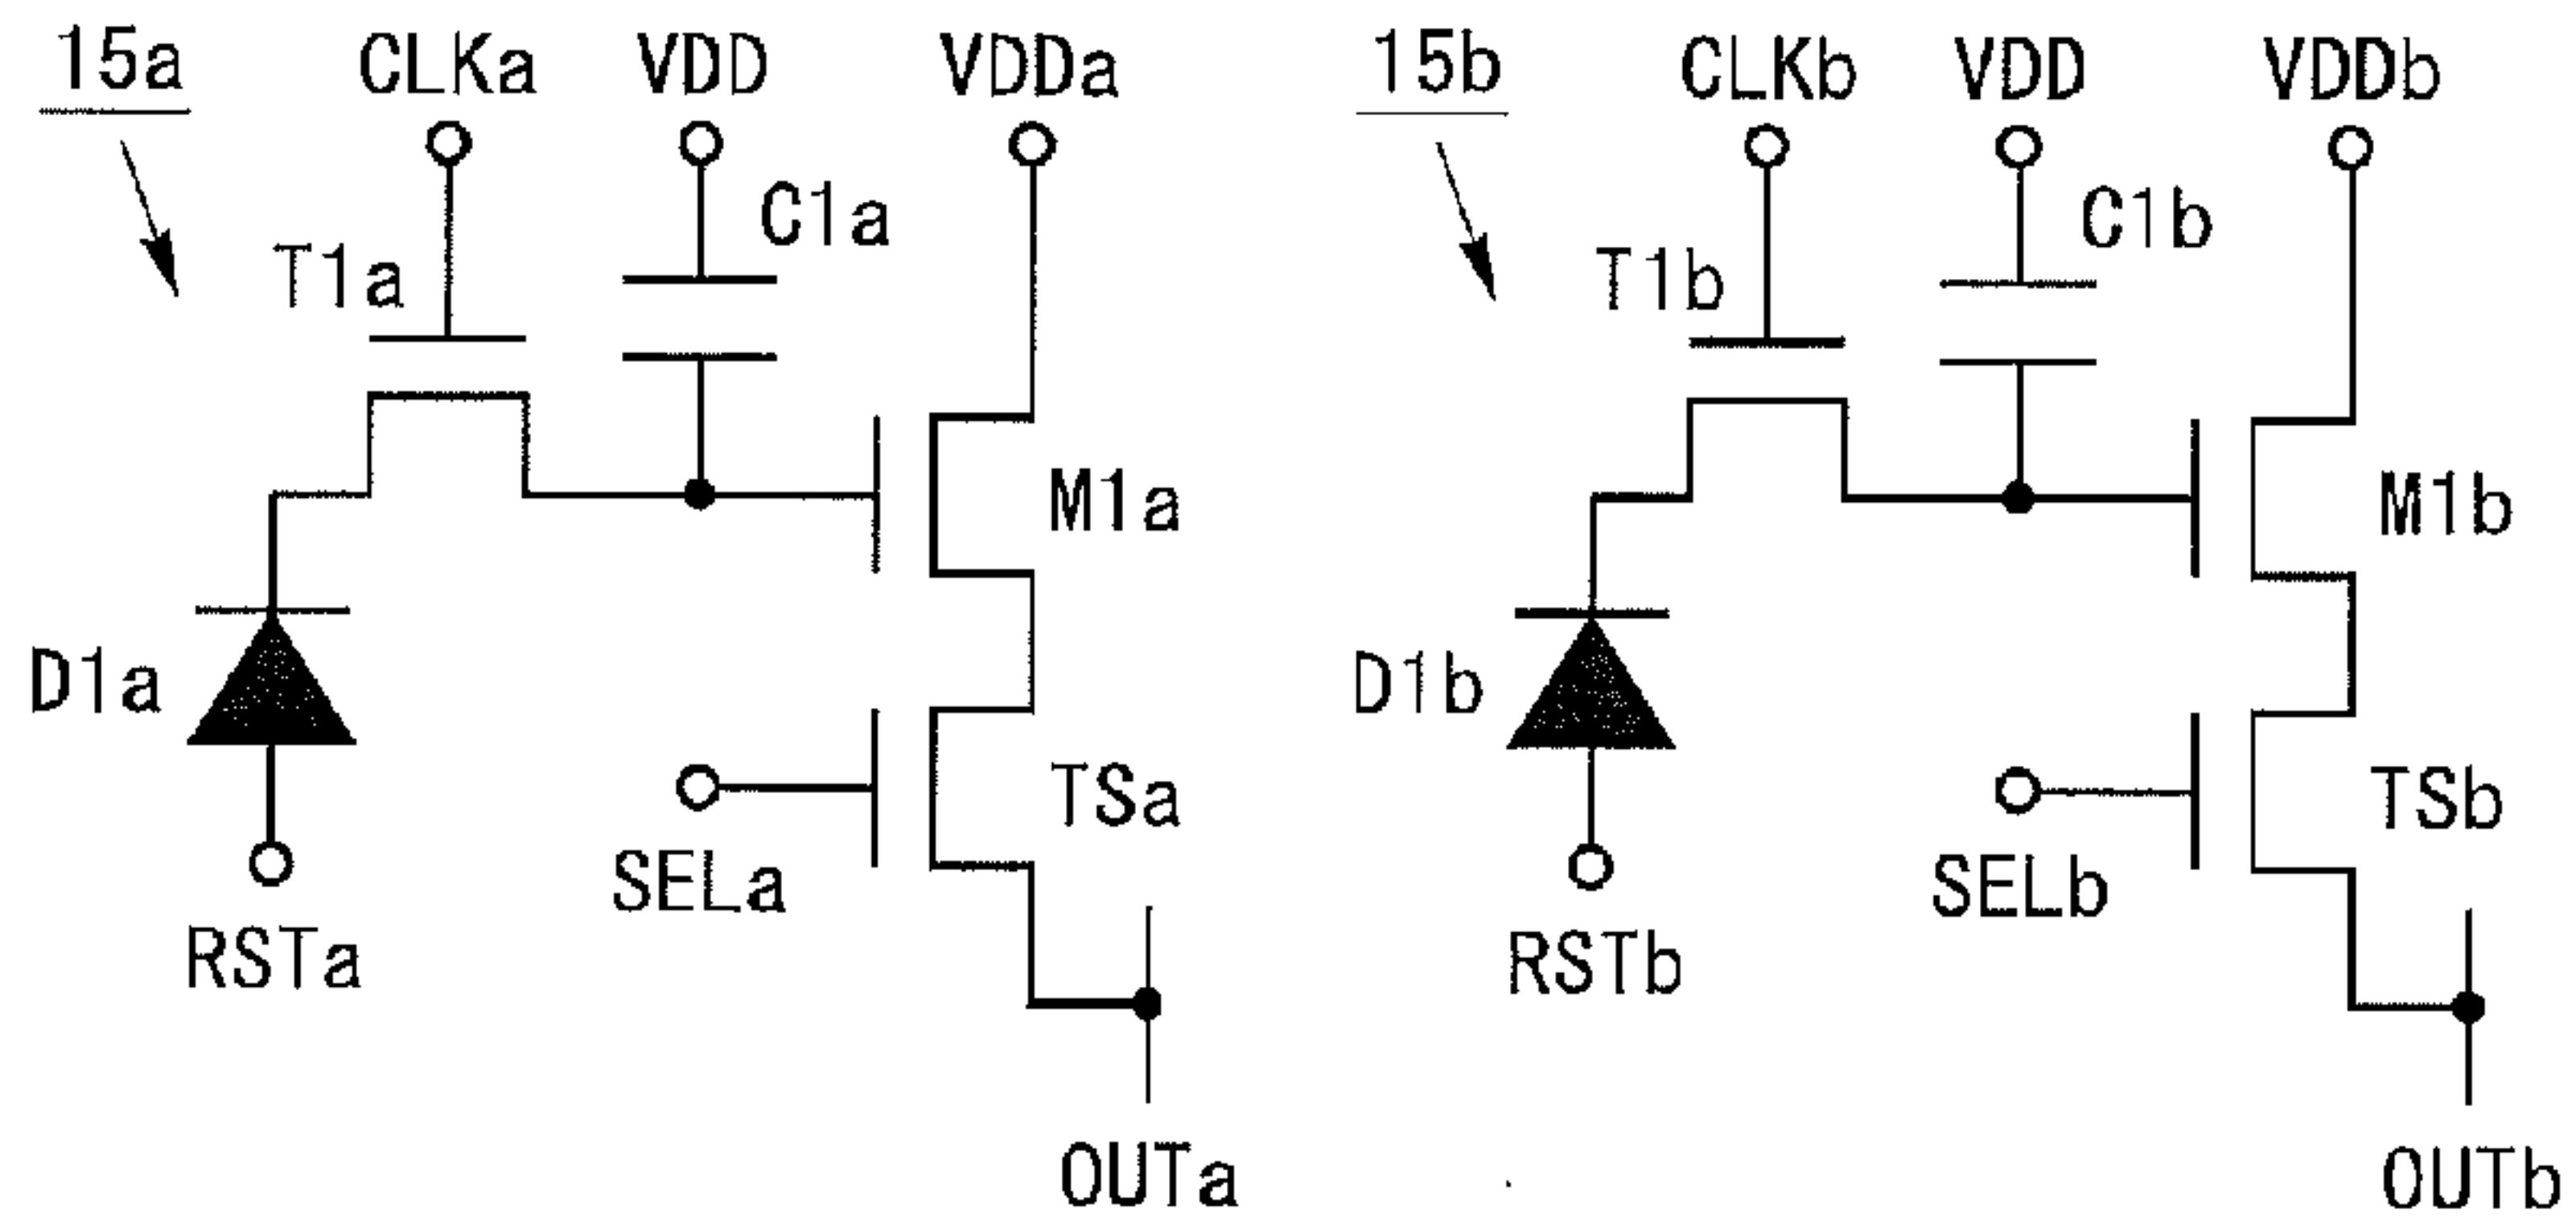 15a CLKa VDD VDDa
C1a
T1a
M1a
D1a
TSa
SELa
RSTa
OUTa
15b CLKb VDD VDDb
C1b
T1b
M1b
D1b
TSb
SELb
RSTb
OUTb